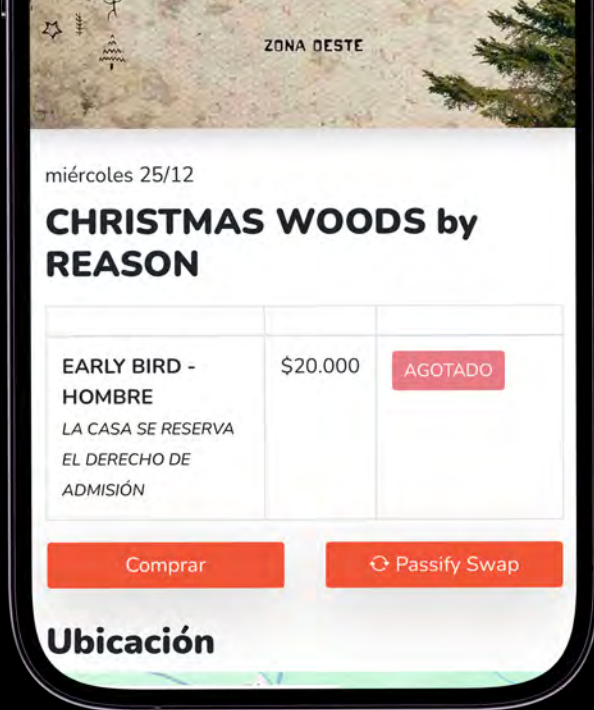 ZONA OESTE
miércoles 25/12
CHRISTMAS WOODS by
REASON
EARLY BIRD -
HOMBRE
LA CASA SE RESERVA
EL DERECHO DE
ADMISIÓN
$20.000
AGOTADO
Comprar
Passify Swap
Ubicación